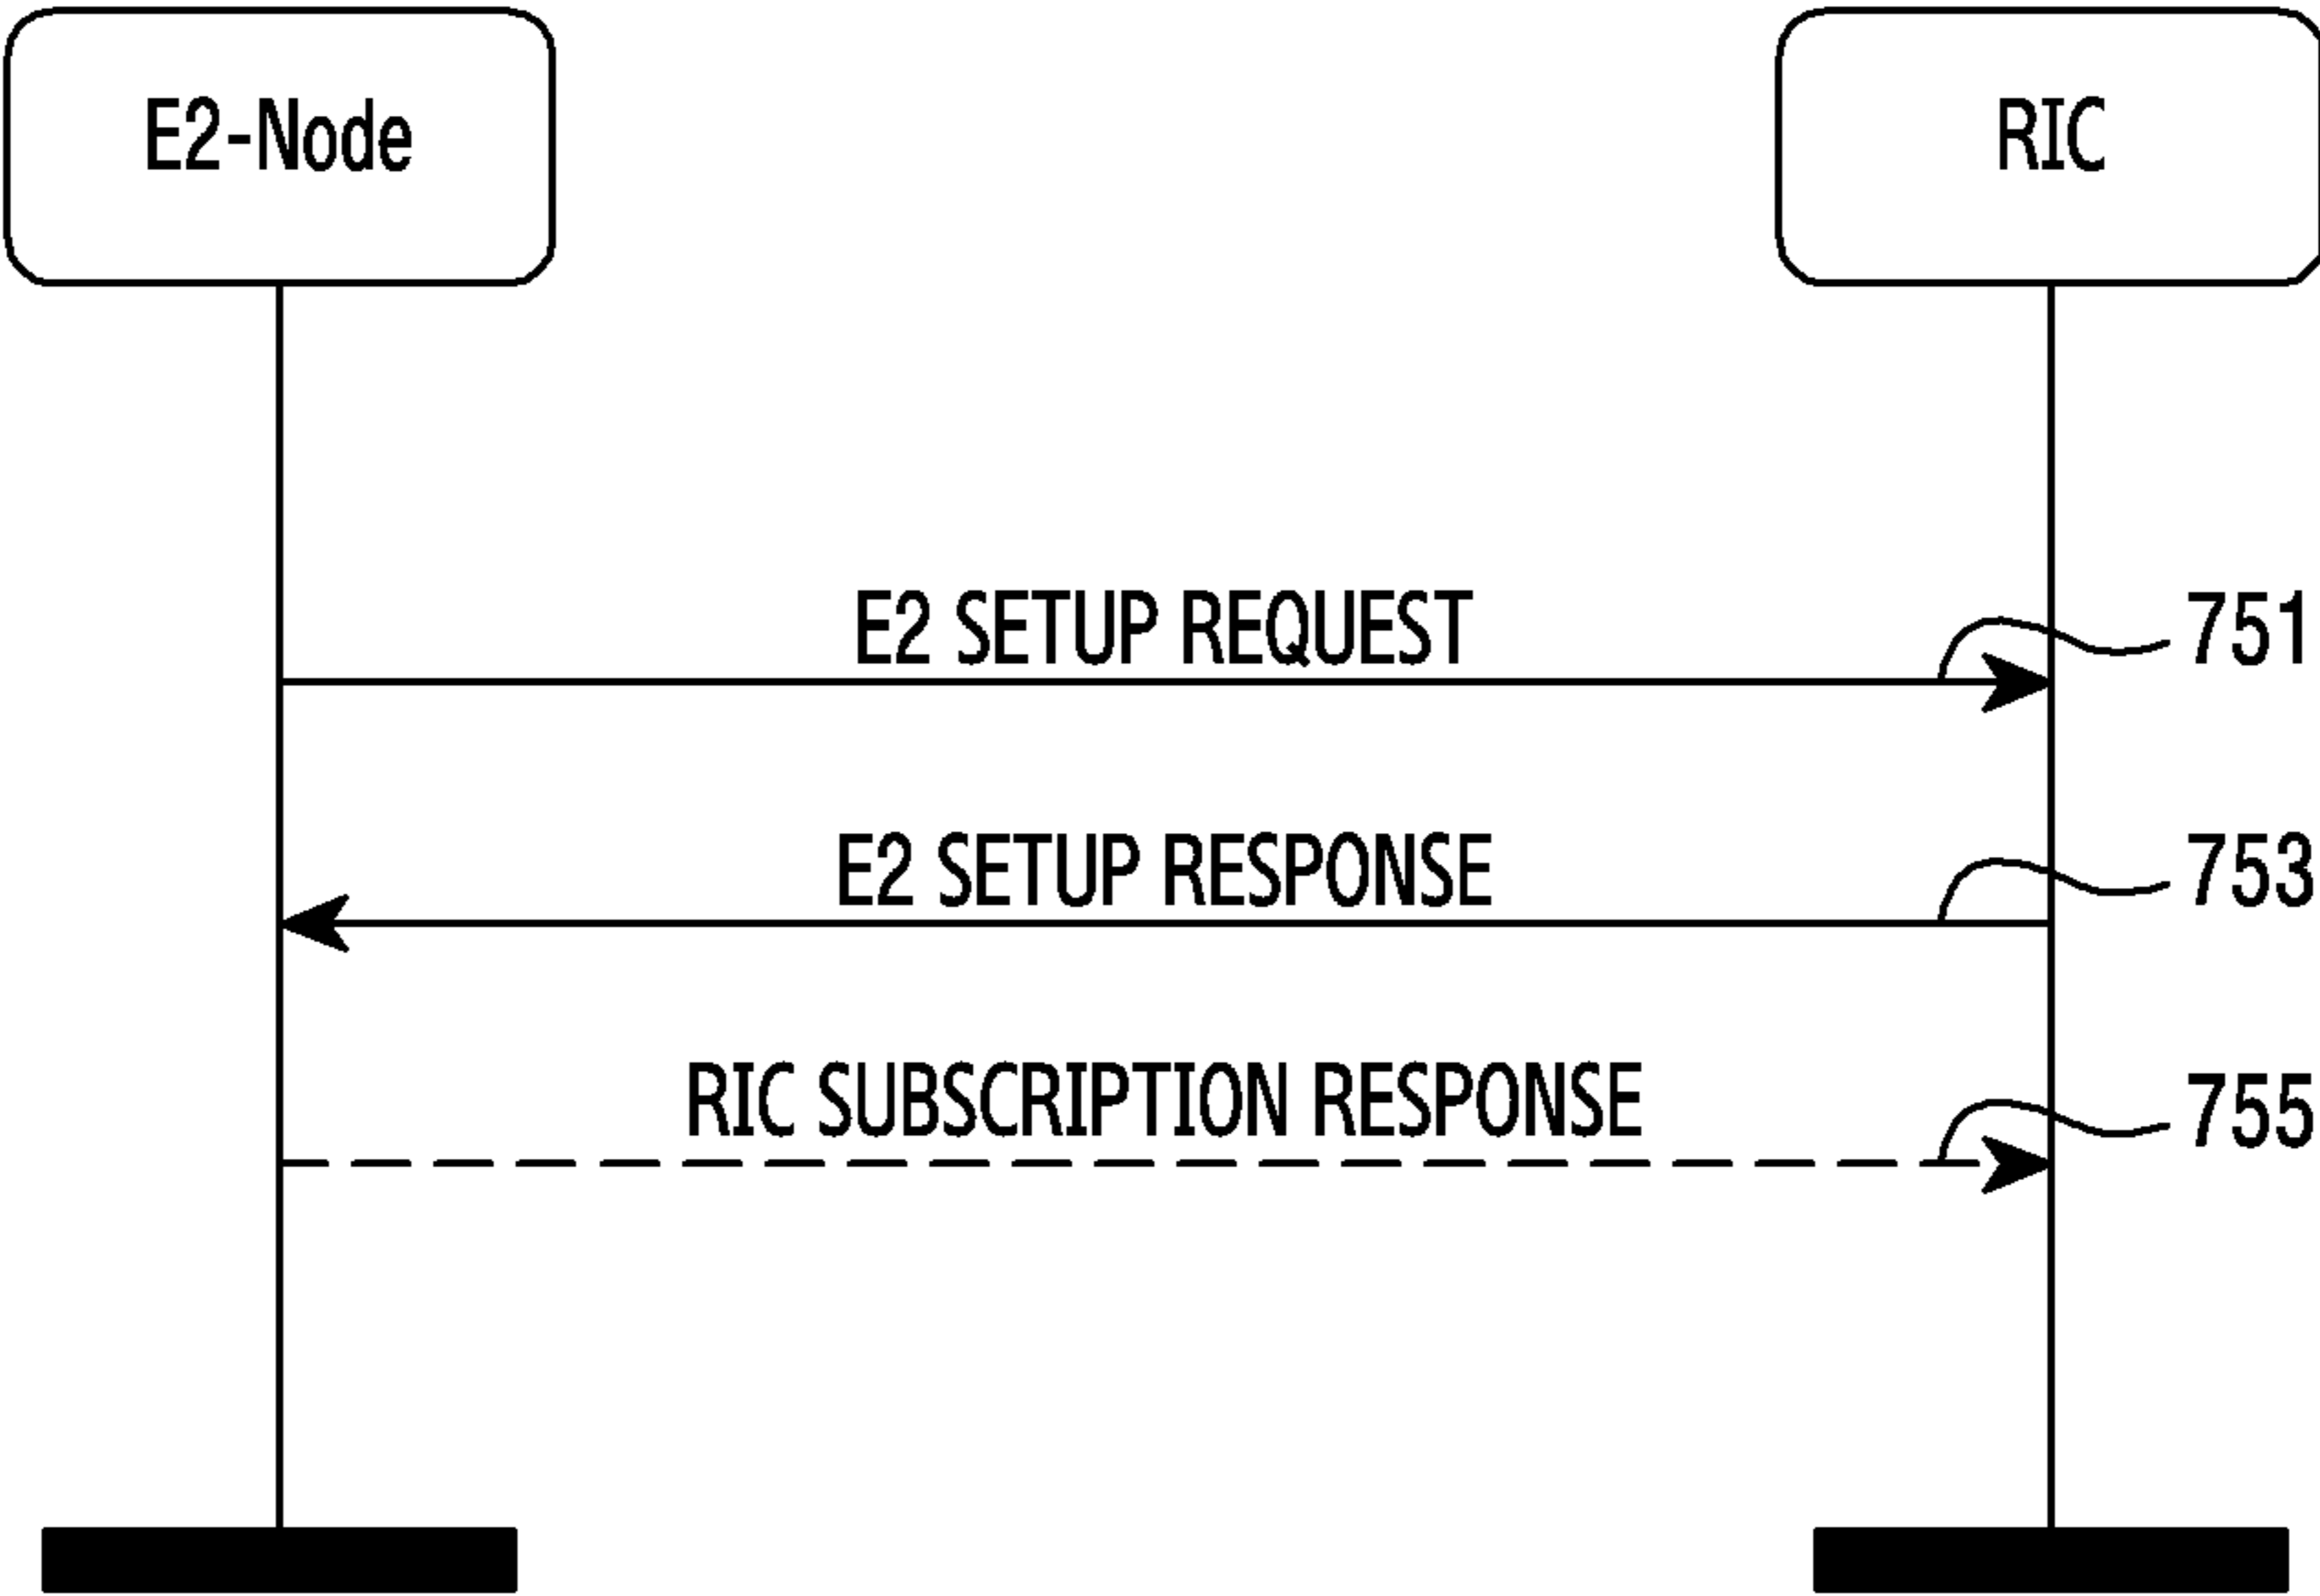 E2-Node
RIC
E2 SETUP REQUEST
751
E2 SETUP RESPONSE
753
RIC SUBSCRIPTION RESPONSE
755